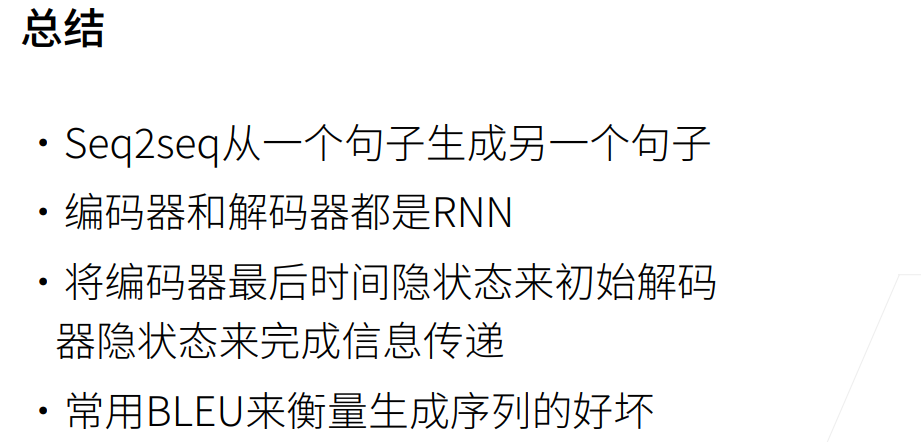 总结
• Seq2seq从一个句子生成另一个句子
• 编码器和解码器都是RNN
• 将编码器最后时间隐状态来初始解码
器隐状态来完成信息传递
• 常用BLEU来衡量生成序列的好坏